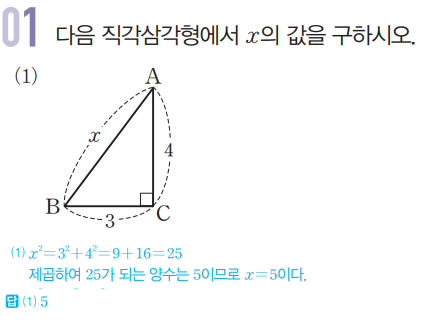 01 다음 직각삼각형에서 x의 값을 구하시오.
(1)
A
x
4
B
C
3
(1) x²=3²+4²=9+16=25
제곱하여 25가 되는 양수는 5이므로 x=5이다.
답 (1) 5